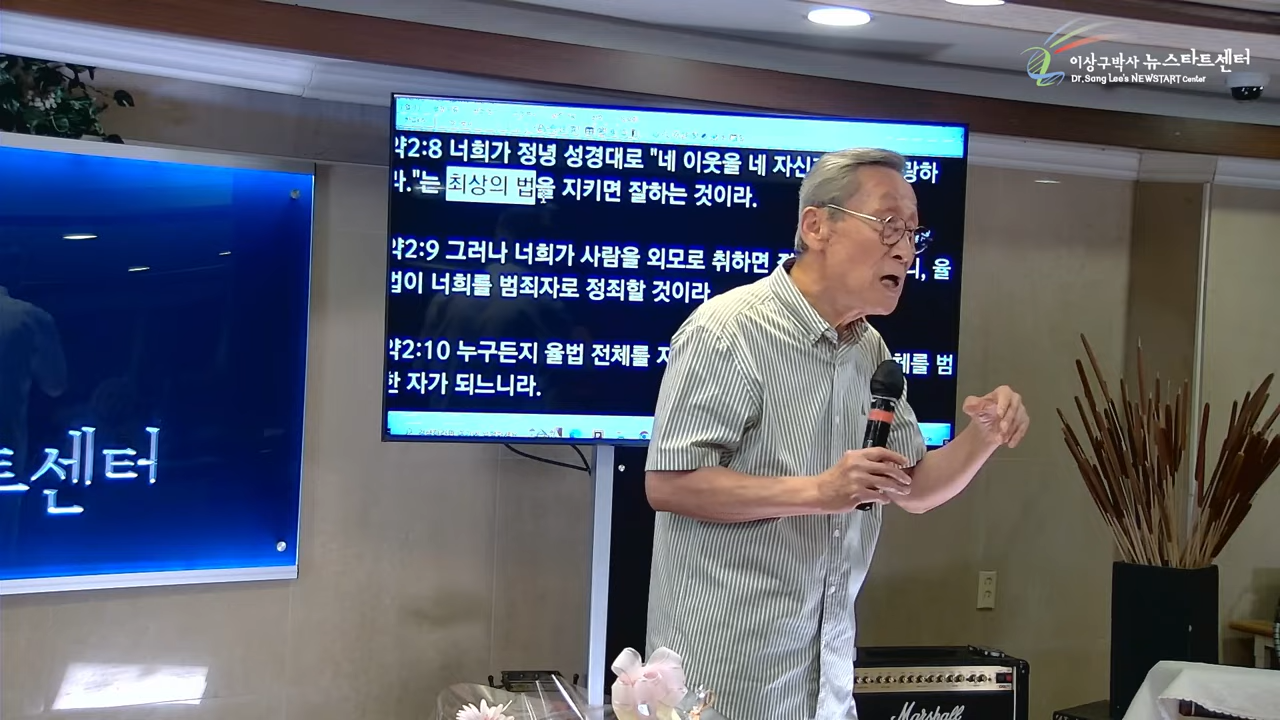 이상구박사 뉴스타트센터
Dr. Sang Lee's NEWSTART Center
약2:8 너희가 정녕 성경대로 "네 이웃을 네 자신 랑하
라."는 최상의 법을 지키면 잘하는 것이라.
약2:9 그러나 너희가 사람을 외모로 취하면 니, 율
법이 너희를 범죄자로 정죄할 것이라
약2:10 누구든지 율법 전체를 지 체를 범
한 자가 되느니라.
트센터
Marshall